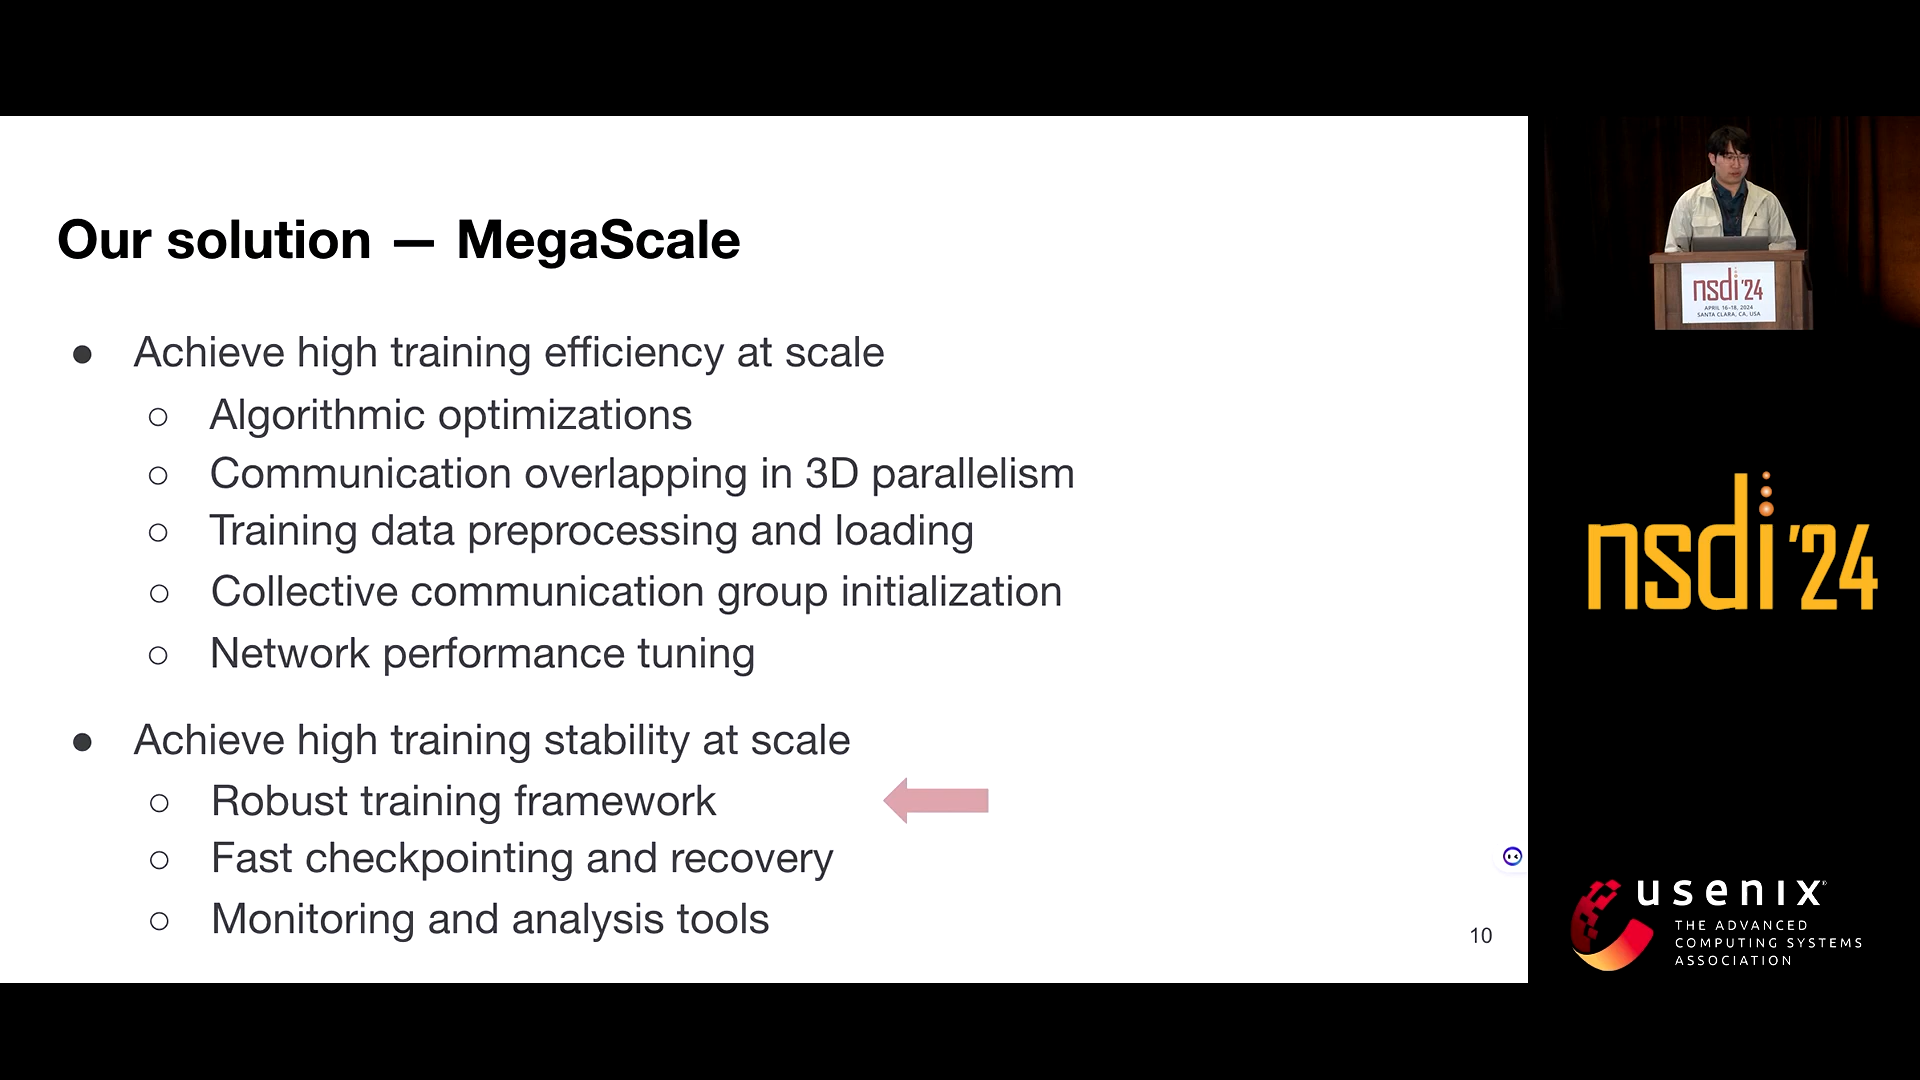 Our solution — MegaScale
● Achieve high training efficiency at scale
○ Algorithmic optimizations
○ Communication overlapping in 3D parallelism
○ Training data preprocessing and loading
○ Collective communication group initialization
○ Network performance tuning
● Achieve high training stability at scale
○ Robust training framework
○ Fast checkpointing and recovery
○ Monitoring and analysis tools
10
nsdi '24
APRIL 16–18, 2024
SANTA CLARA, CA, USA
nsdi '24
usenix®
THE ADVANCED
COMPUTING SYSTEMS
ASSOCIATION